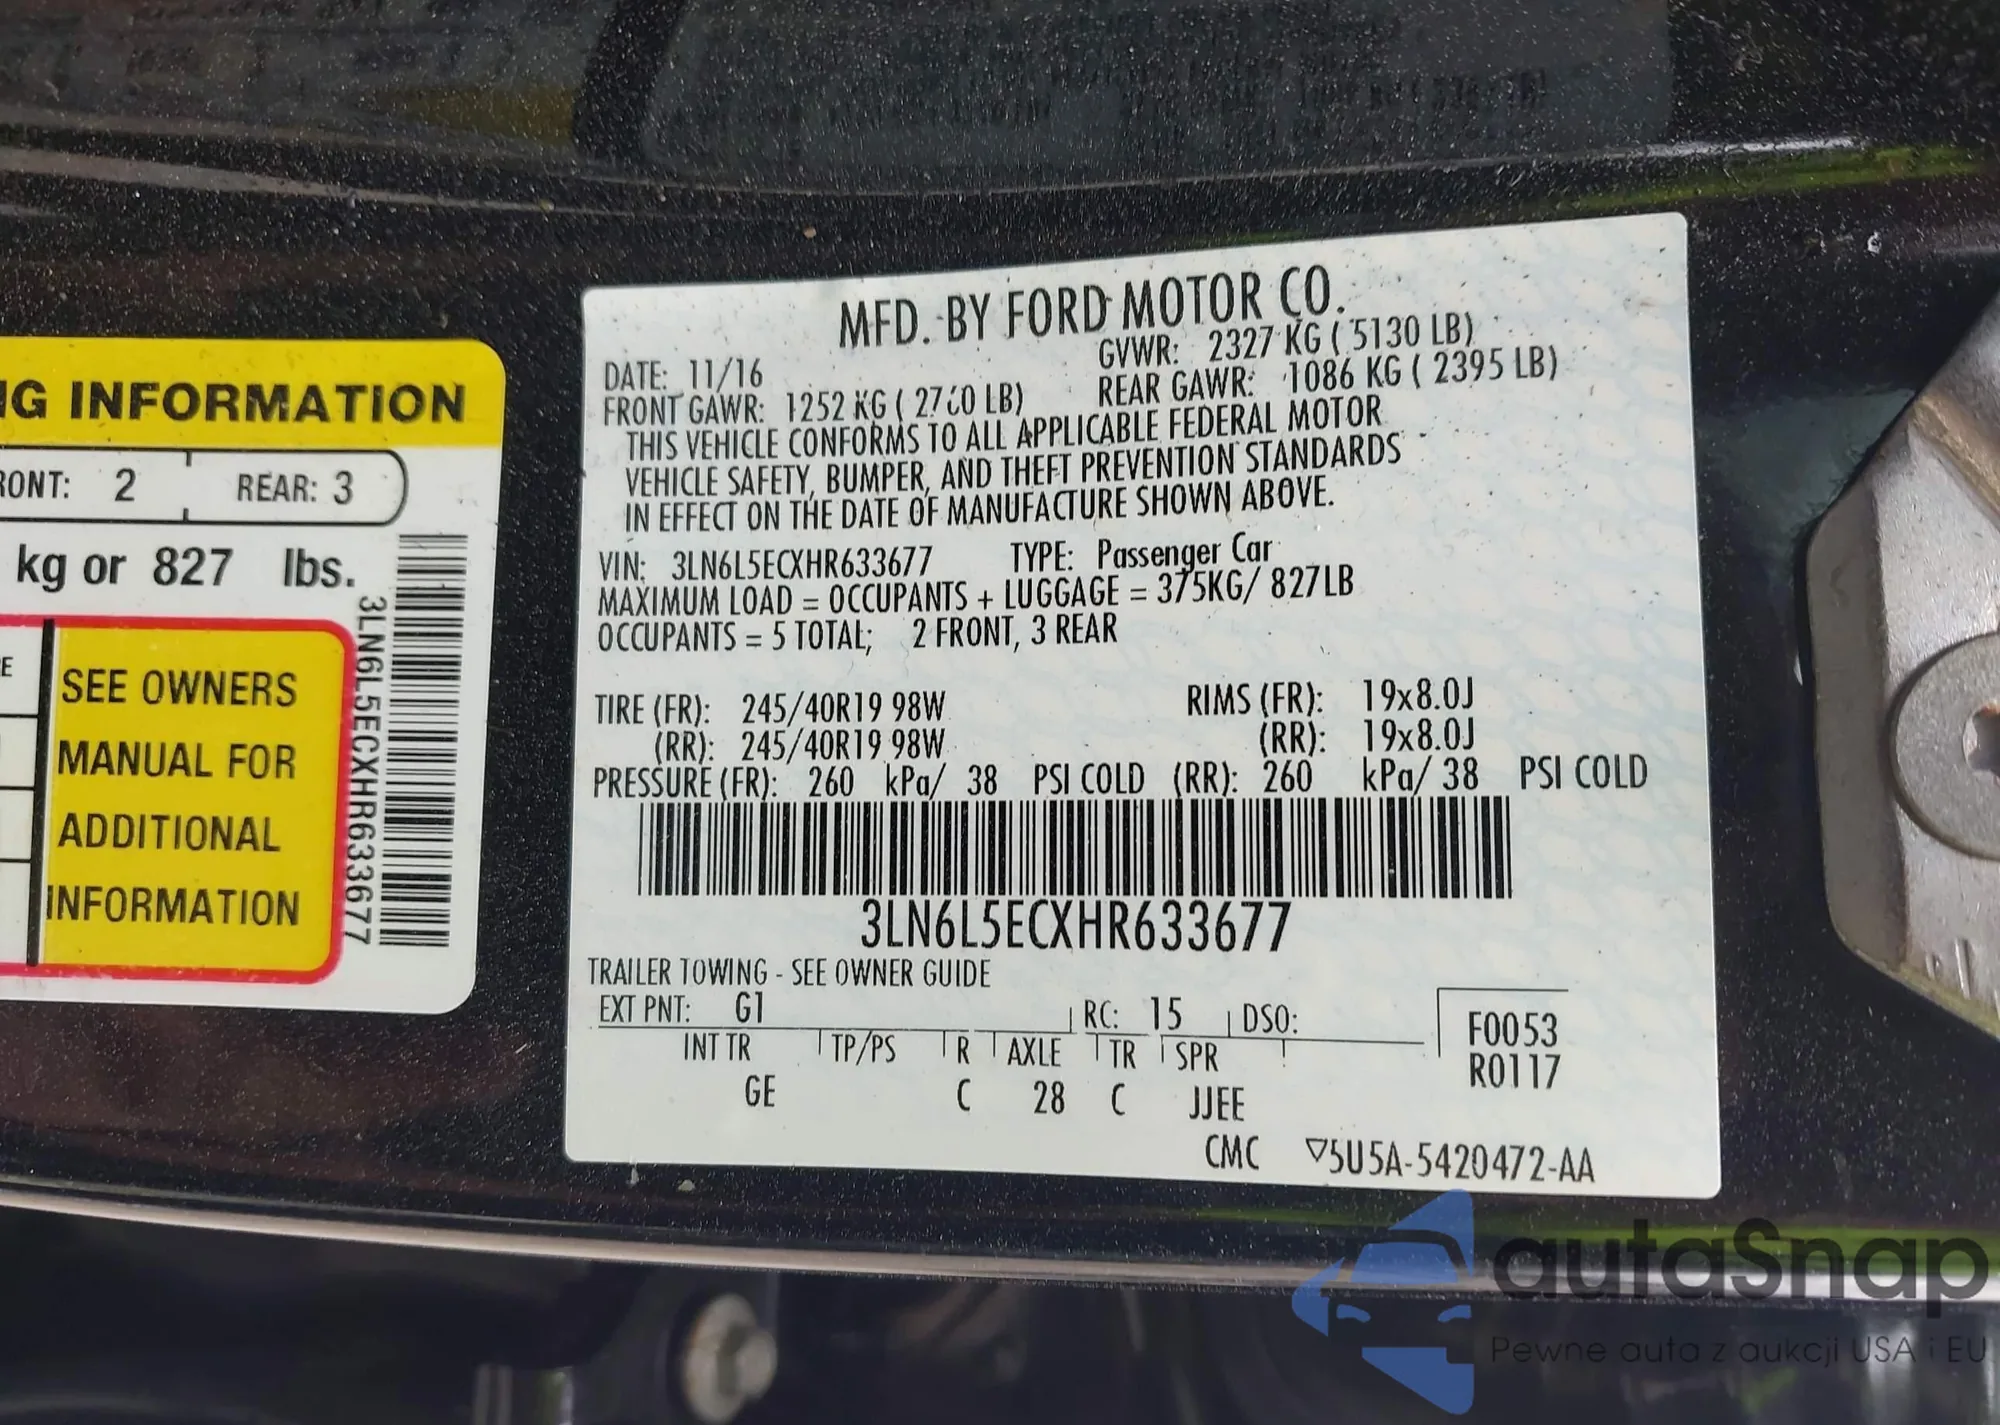 NG INFORMATION
RONT: 2 REAR: 3
kg or 827 lbs.
SEE OWNERS
MANUAL FOR
ADDITIONAL
INFORMATION
3LN6L5ECXHR633677
MFD. BY FORD MOTOR CO.
DATE: 11/16 GVWR: 2327 KG ( 5130 LB)
FRONT GAWR: 1252 KG ( 2760 LB) REAR GAWR: 1086 KG ( 2395 LB)
THIS VEHICLE CONFORMS TO ALL APPLICABLE FEDERAL MOTOR
VEHICLE SAFETY, BUMPER, AND THEFT PREVENTION STANDARDS
IN EFFECT ON THE DATE OF MANUFACTURE SHOWN ABOVE.
VIN: 3LN6L5ECXHR633677 TYPE: Passenger Car
MAXIMUM LOAD = OCCUPANTS + LUGGAGE = 375KG/ 827LB
OCCUPANTS = 5 TOTAL; 2 FRONT, 3 REAR
TIRE (FR): 245/40R19 98W RIMS (FR): 19x8.0J
(RR): 245/40R19 98W (RR): 19x8.0J
PRESSURE (FR): 260 kPa/ 38 PSI COLD (RR): 260 kPa/ 38 PSI COLD
3LN6L5ECXHR633677
TRAILER TOWING - SEE OWNER GUIDE
EXT PNT: G1 RC: 15 DSO:
INT TR TP/PS R AXLE TR SPR
GE C 28 C JJEE
F0053
R0117
CMC ▽5U5A-5420472-AA
autaSnap
Pewne auta z aukcji USA i EU